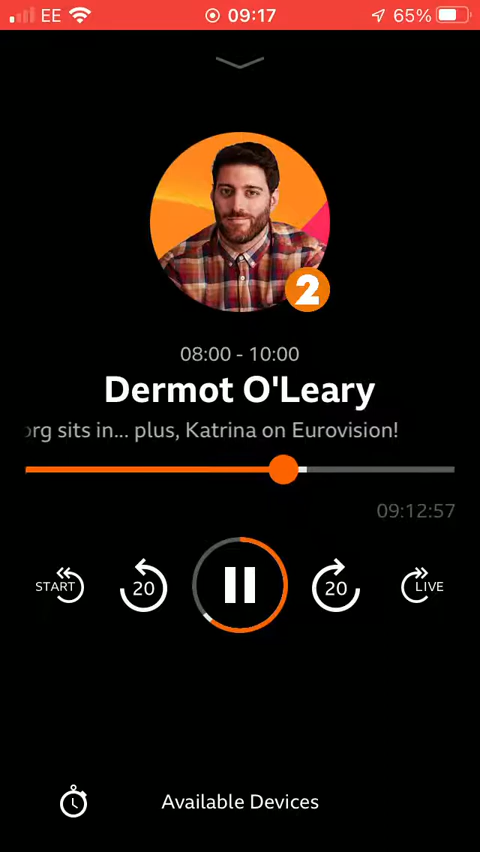 EE 09:17 65%
2
08:00 - 10:00
Dermot O'Leary
org sits in... plus, Katrina on Eurovision!
09:12:57
START 20 20 LIVE
Available Devices